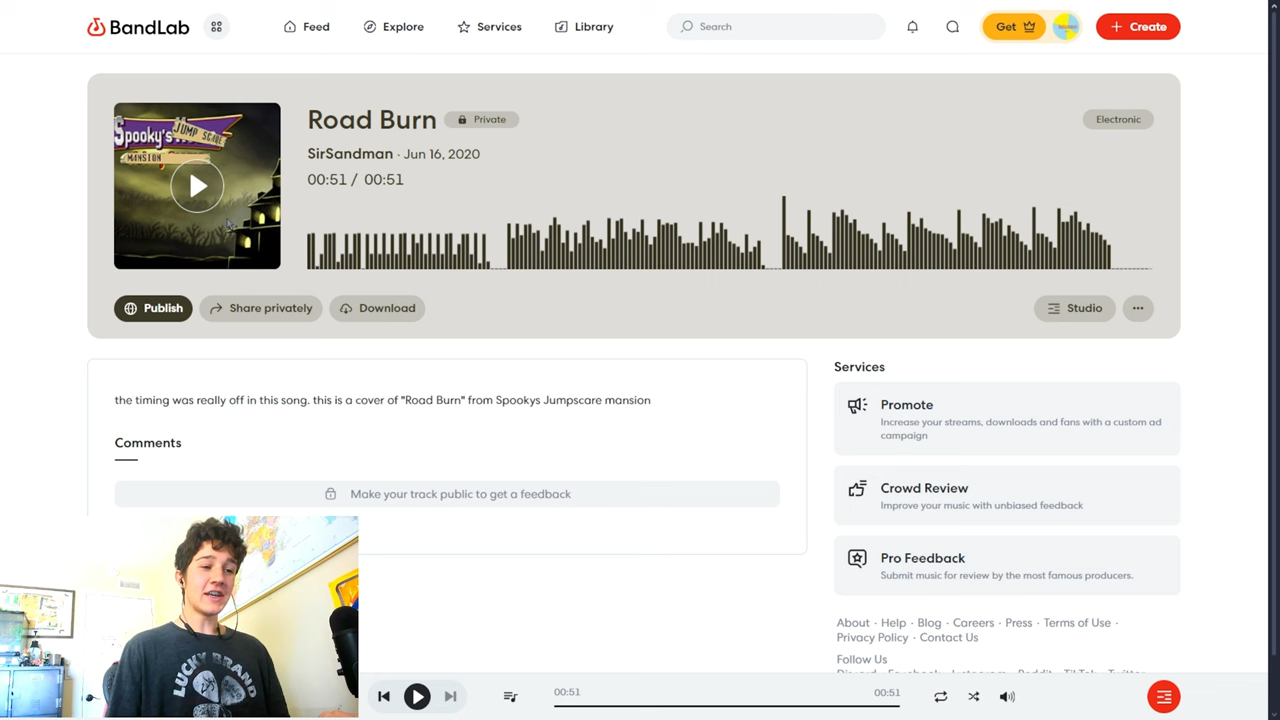 BandLab
Feed
Explore
Services
Library
Search
Get
Create
Spooky's
JUMP SCARE
MANSION
Road Burn
Private
Electronic
SirSandman · Jun 16, 2020
00:51 / 00:51
Publish
Share privately
Download
Studio
the timing was really off in this song. this is a cover of "Road Burn" from Spookys Jumpscare mansion
Comments
Make your track public to get a feedback
Services
Promote
Increase your streams, downloads and fans with a custom ad
campaign
Crowd Review
Improve your music with unbiased feedback
Pro Feedback
Submit music for review by the most famous producers.
About · Help · Blog · Careers · Press · Terms of Use ·
Privacy Policy · Contact Us
Follow Us
LUCKY BRAND
00:51
00:51